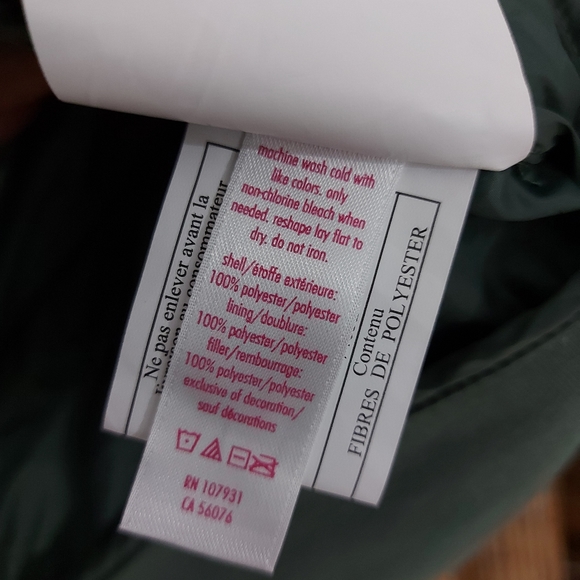 machine wash cold with
like colors. only
non-chlorine bleach when
needed. reshape lay flat to
dry. do not iron.
shell/étoffe extérieure:
100% polyester/polyester
lining/doublure:
100% polyester/polyester
filler/rembourrage:
100% polyester/polyester
exclusive of decoration/
sauf décorations
RN 107931
CA 56076
Ne pas enlever avant la
au consommateur
Contenu
FIBRES DE POLYESTER